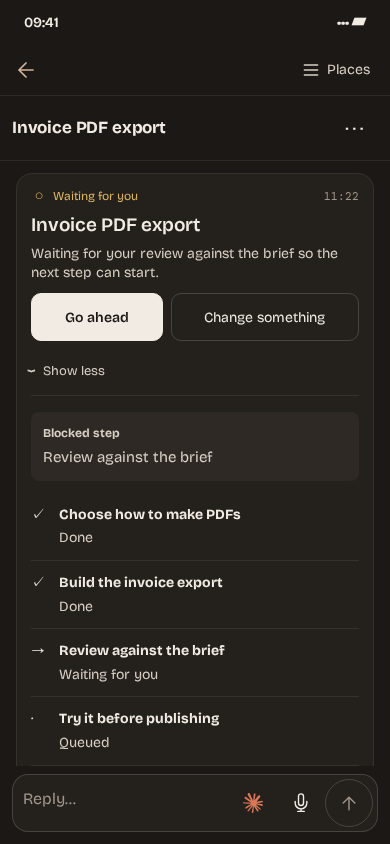 09:41
Places
Invoice PDF export
Waiting for you
11:22
Invoice PDF export
Waiting for your review against the brief so the
next step can start.
Go ahead
Change something
Show less
Blocked step
Review against the brief
Choose how to make PDFs
Done
Build the invoice export
Done
Review against the brief
Waiting for you
Try it before publishing
Queued
Reply...